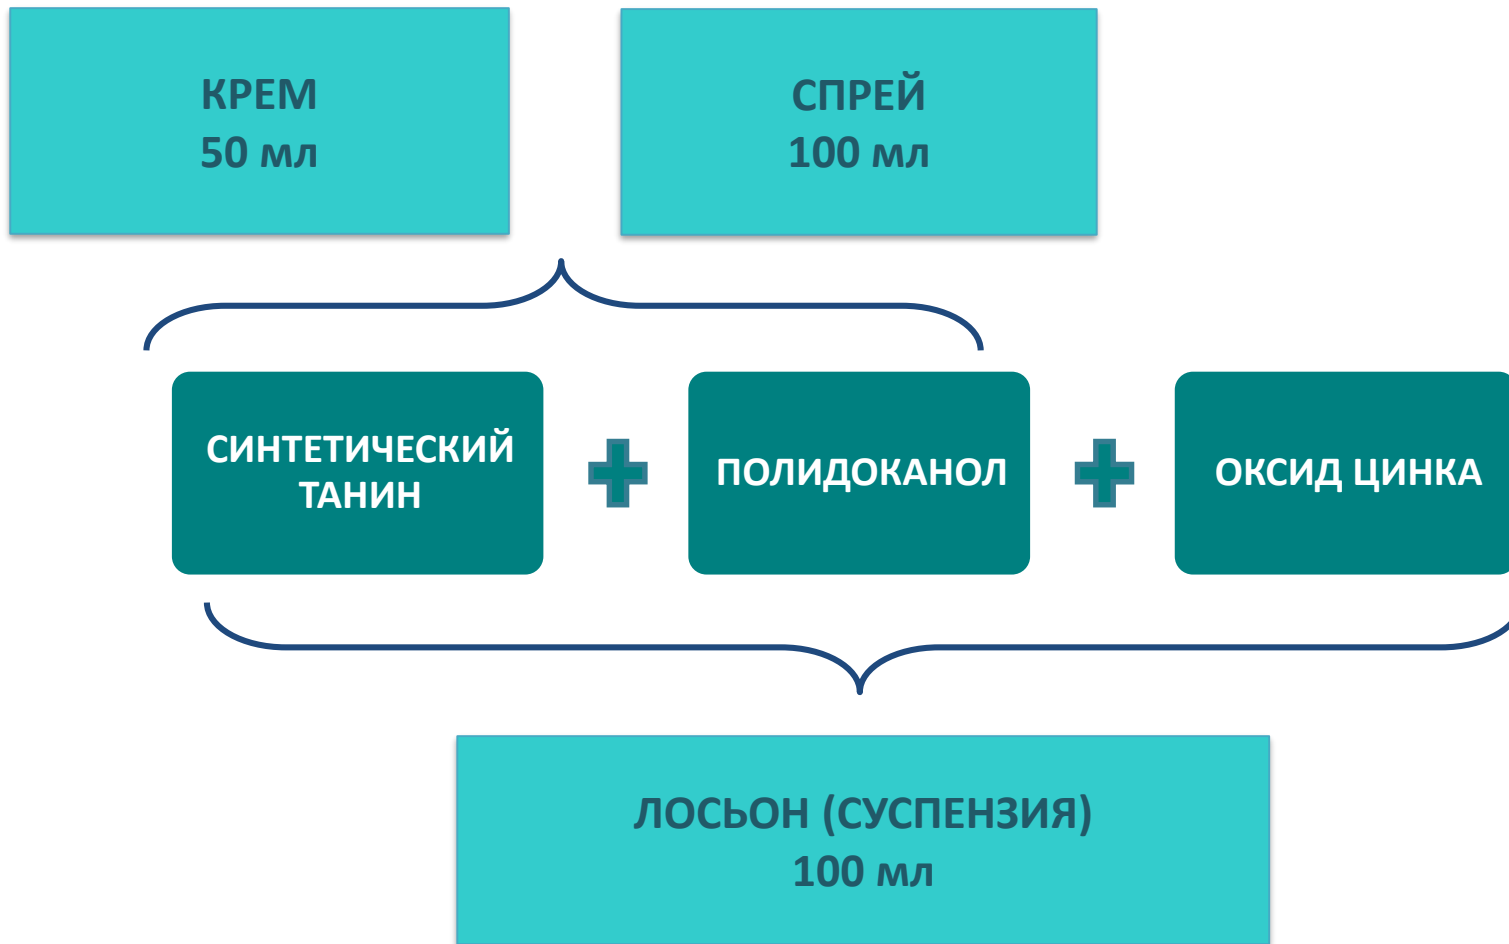 КРЕМ
50 мл
СПРЕЙ
100 мл
СИНТЕТИЧЕСКИЙ
ТАНИН
ПОЛИДОКАНОЛ
ОКСИД ЦИНКА
ЛОСЬОН (СУСПЕНЗИЯ)
100 мл